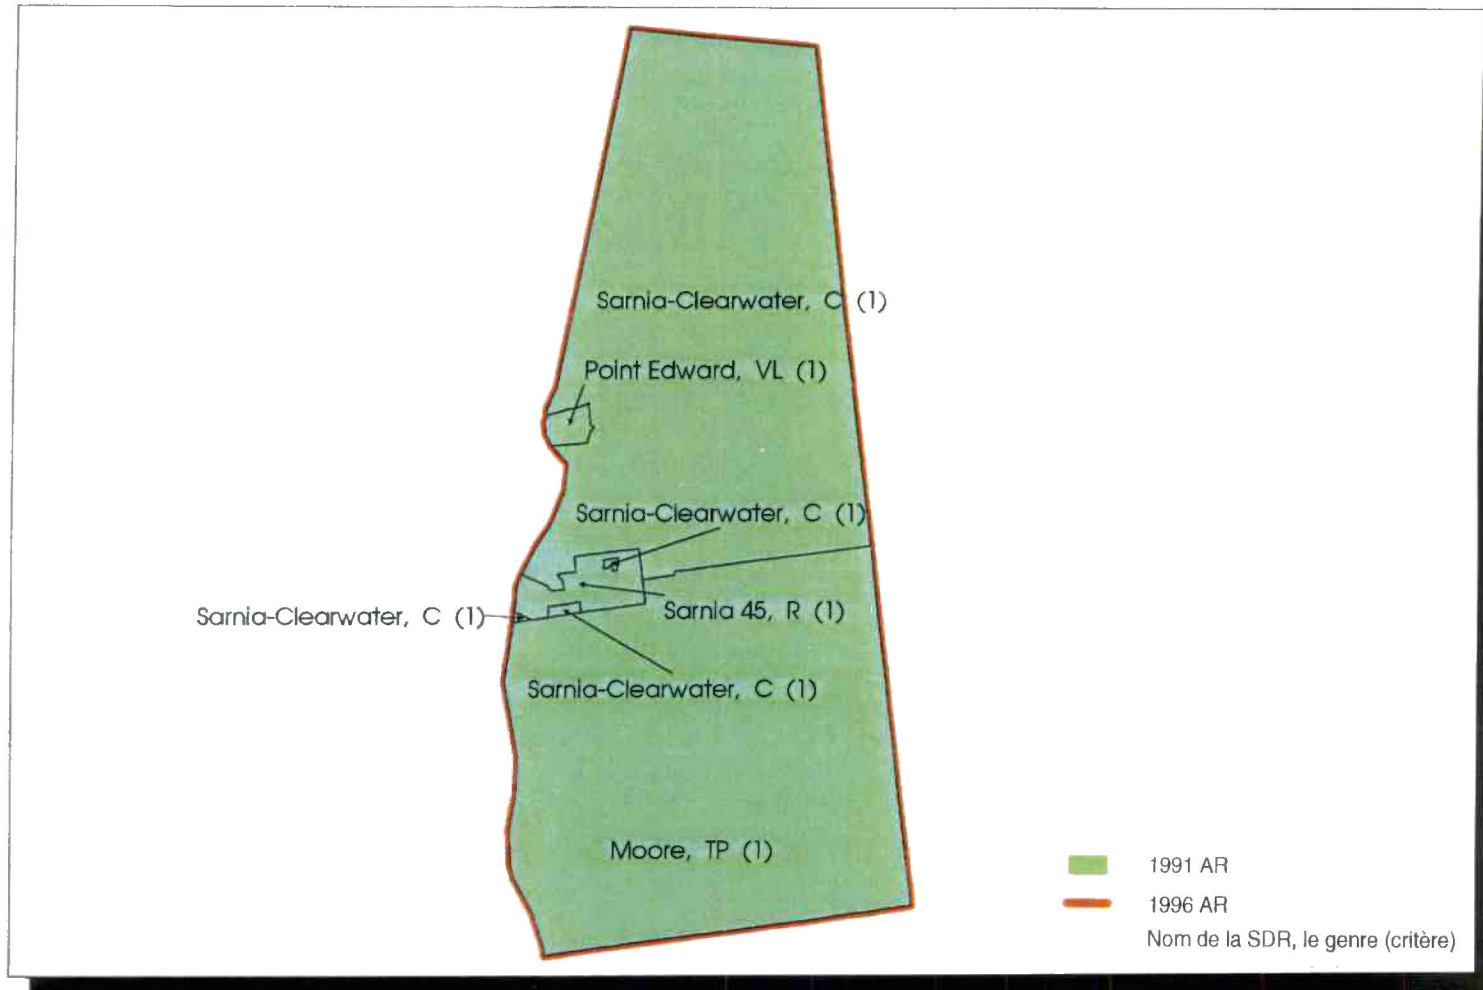 Sarnia-Clearwater, C (1)
Point Edward, VL (1)
Sarnia-Clearwater, C (1)
Sarnia 45, R (1)
Sarnia-Clearwater, C (1)
Sarnia-Clearwater, C (1)
Moore, TP (1)
1991 AR
1996 AR
Nom de la SDR, le genre (critère)